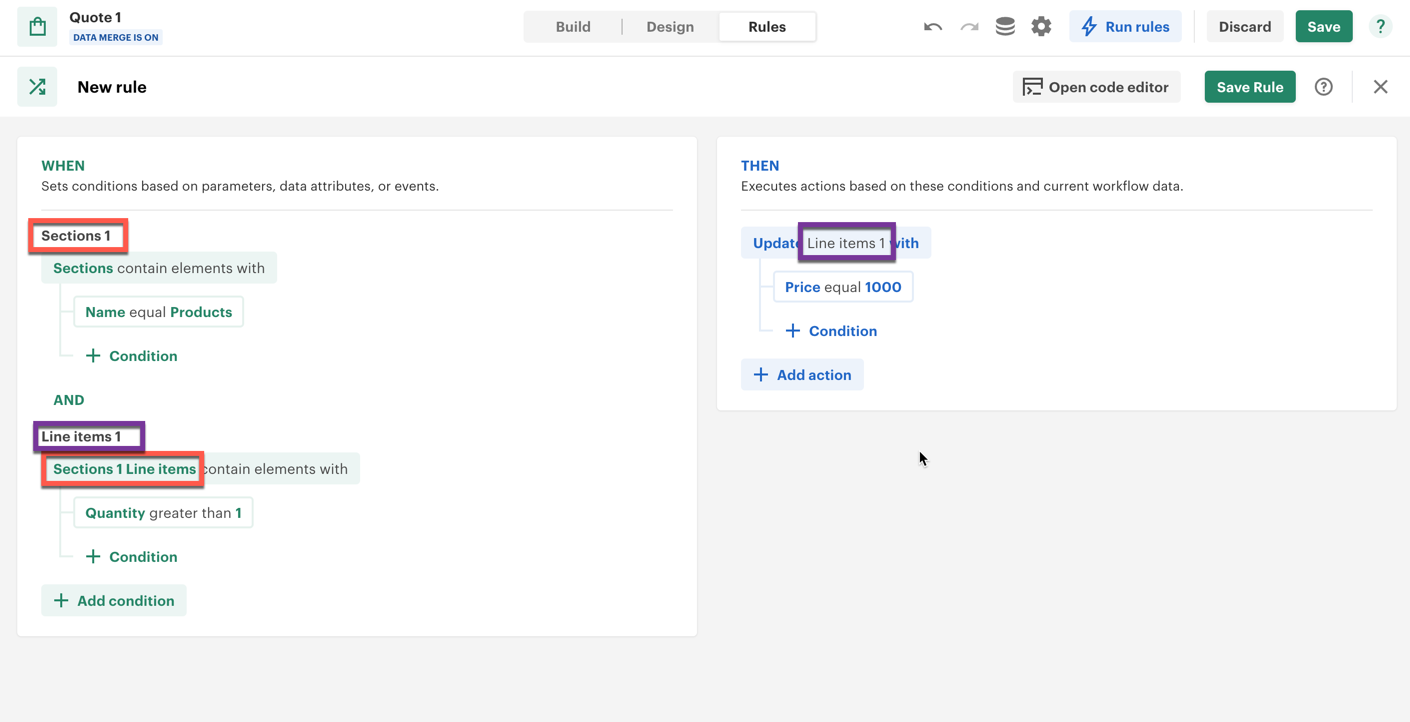 Quote 1
DATA MERGE IS ON
Build
Design
Rules
Run rules
Discard
Save
?
New rule
Open code editor
Save Rule
?
WHEN
Sets conditions based on parameters, data attributes, or events.
Sections 1
Sections contain elements with
Name equal Products
+ Condition
AND
Line items 1
Sections 1 Line items contain elements with
Quantity greater than 1
+ Condition
+ Add condition
THEN
Executes actions based on these conditions and current workflow data.
Update Line items 1 with
Price equal 1000
+ Condition
+ Add action